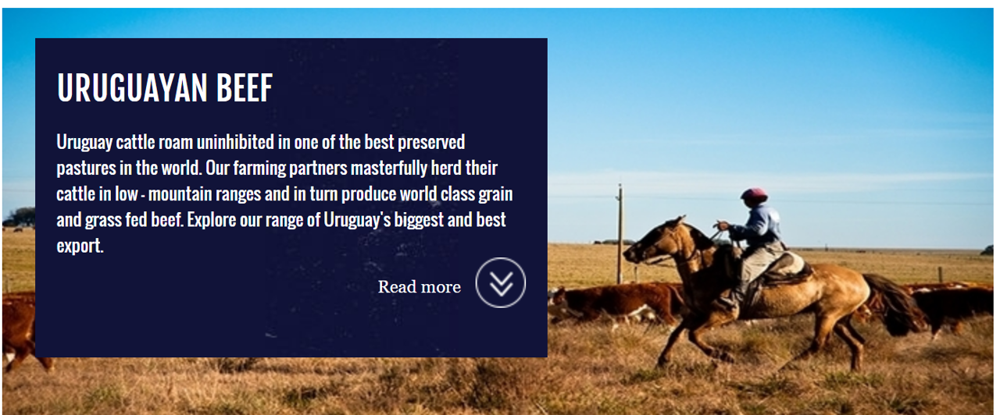 URUGUAYAN BEEF
Uruguay cattle roam uninhibited in one of the best preserved
pastures in the world. Our farming partners masterfully herd their
cattle in low - mountain ranges and in turn produce world class grain
and grass fed beef. Explore our range of Uruguay's biggest and best
export.
Read more